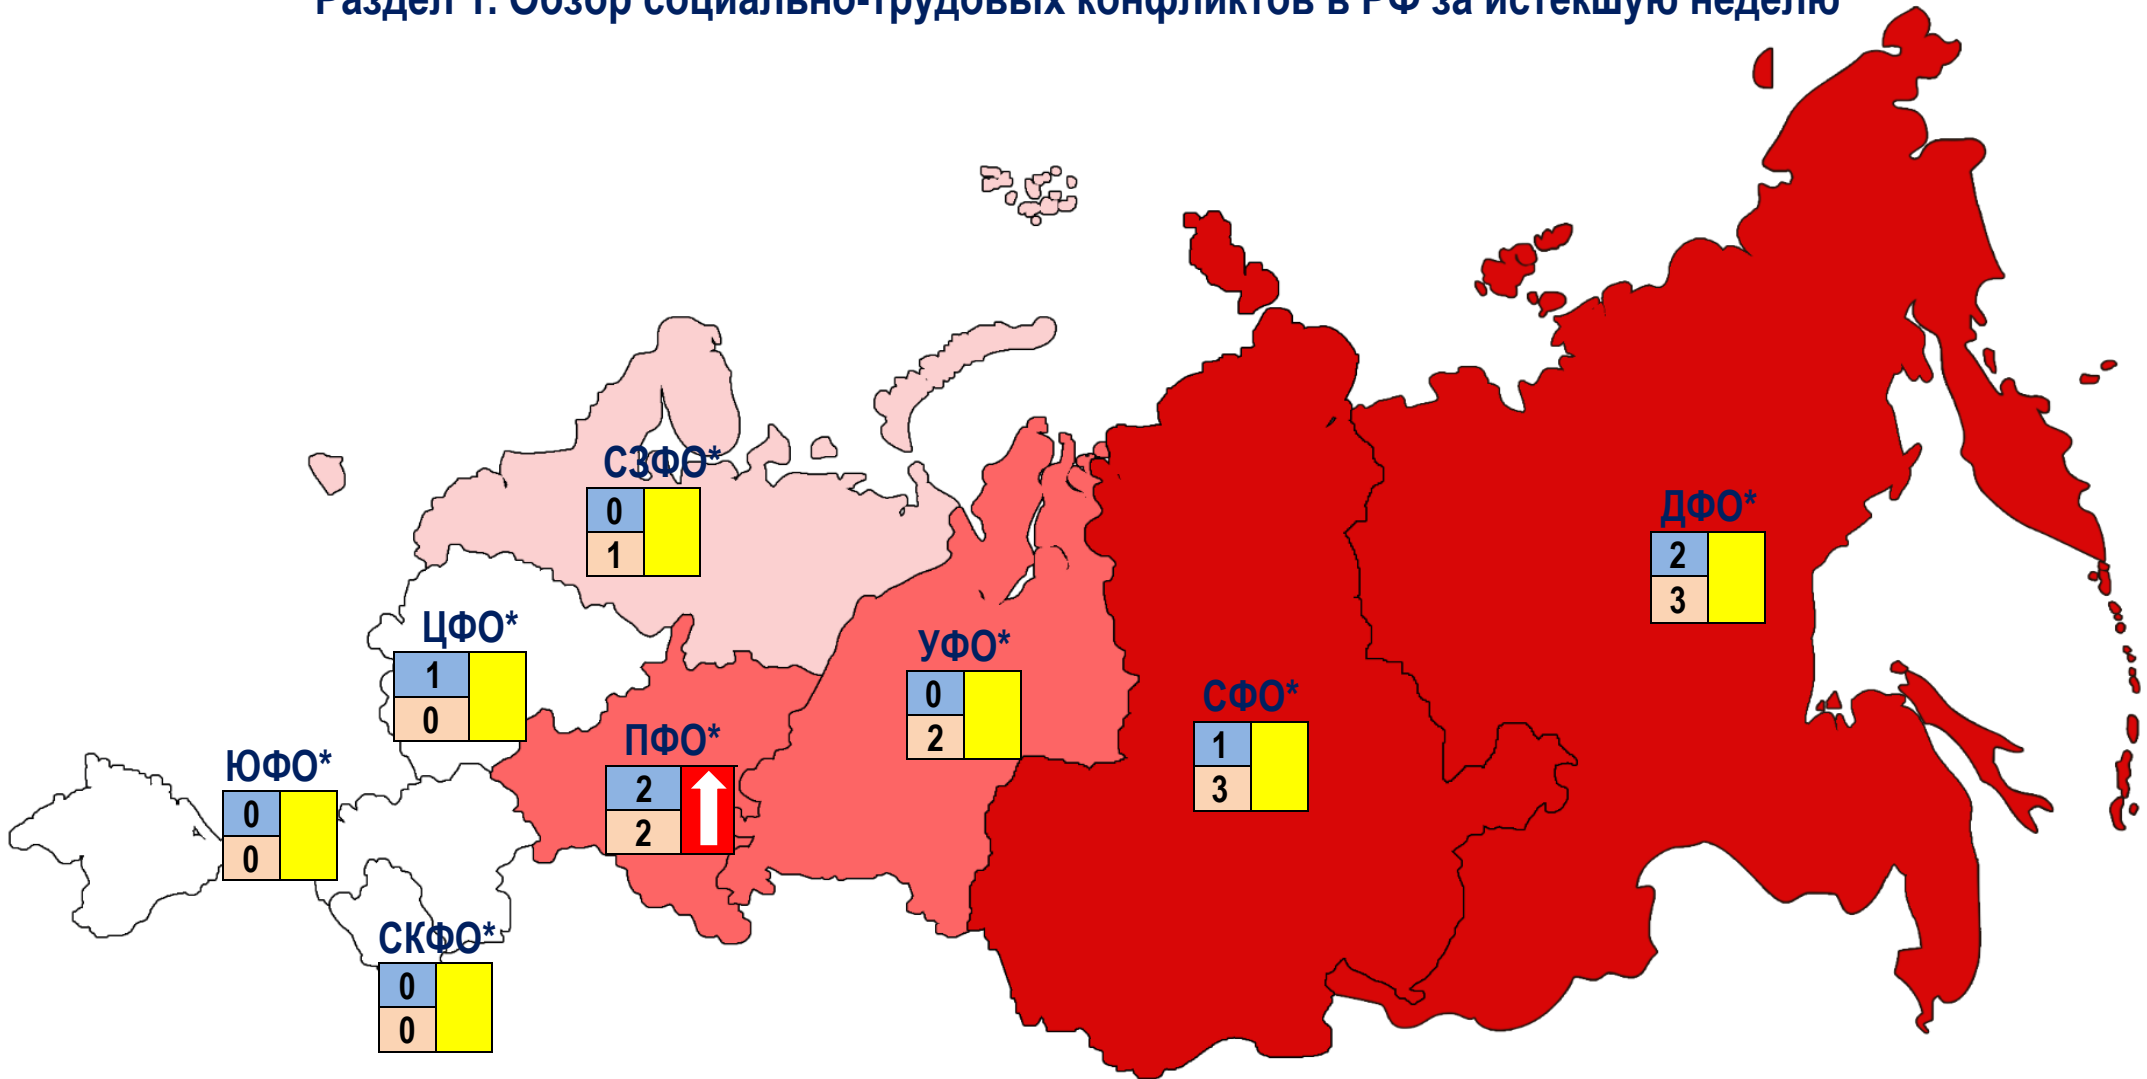 Раздел 1. Обзор социально-трудовых конфликтов в РФ за истекшую неделю
СЗФО*
0
1
ДФО*
2
3
ЦФО*
1
0
УФО*
0
2
СФО*
1
3
ПФО*
2
2
ЮФО*
0
0
СКФО*
0
0